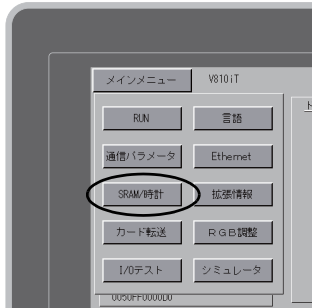 メインメニュー V810iT
RUN 言語
通信パラメータ Ethernet
SRAM/時計 拡張情報
カード転送 RGB調整
I/Oテスト シミュレータ
0050FF0000D0